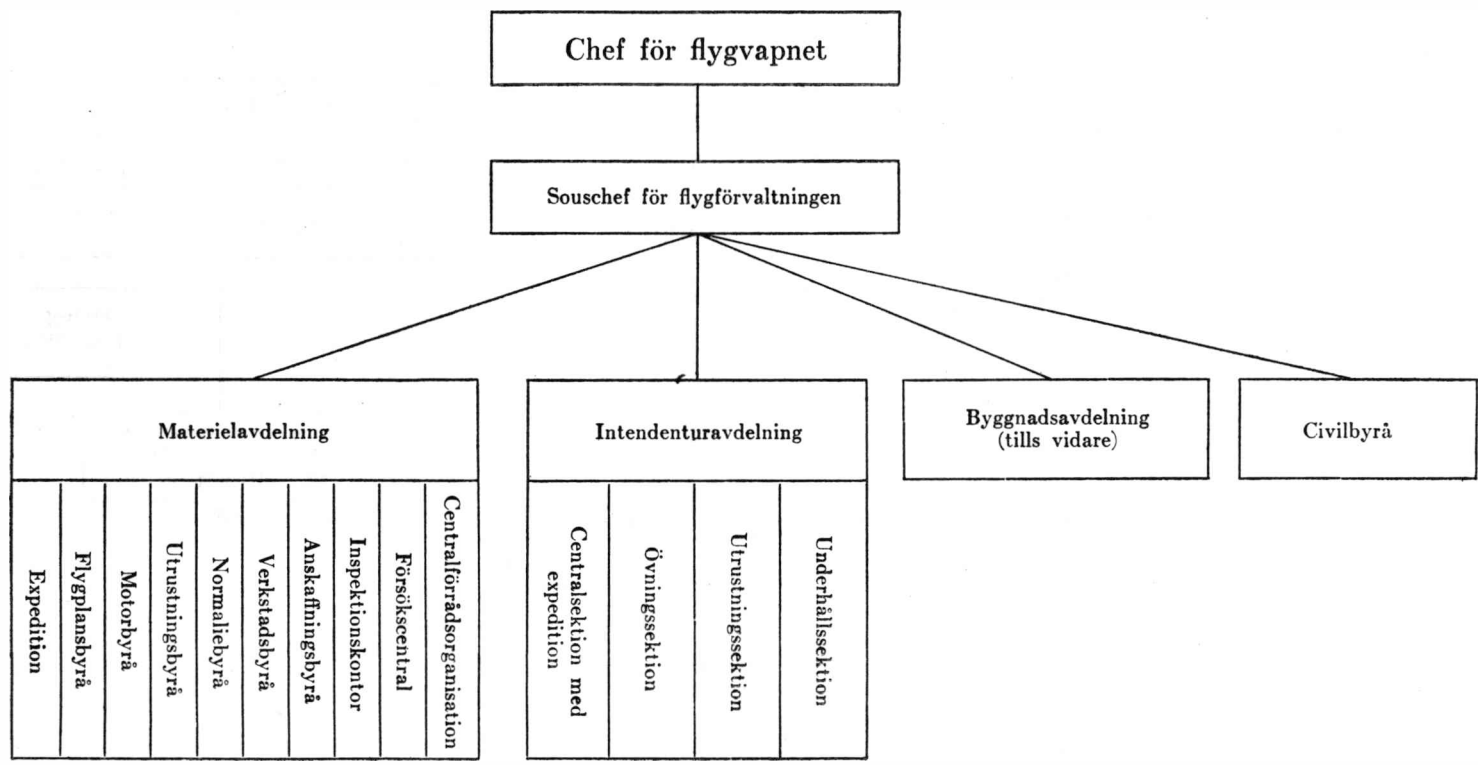 Chef för flygvapnet
Souschef för flygförvaltningen
Materielavdelning
Intendenturavdelning
Byggnadsavdelning
(tills vidare)
Civilbyrå
Expedition
Flygplansbyrå
Motorbyrå
Utrustningsbyrå
Normaliebyrå
Verkstadsbyrå
Anskaffningsbyrå
Inspektionskontor
Försökscentral
Centralförrådsorganisation
Centralsektion med
expedition
Övningssektion
Utrustningssektion
Underhållssektion